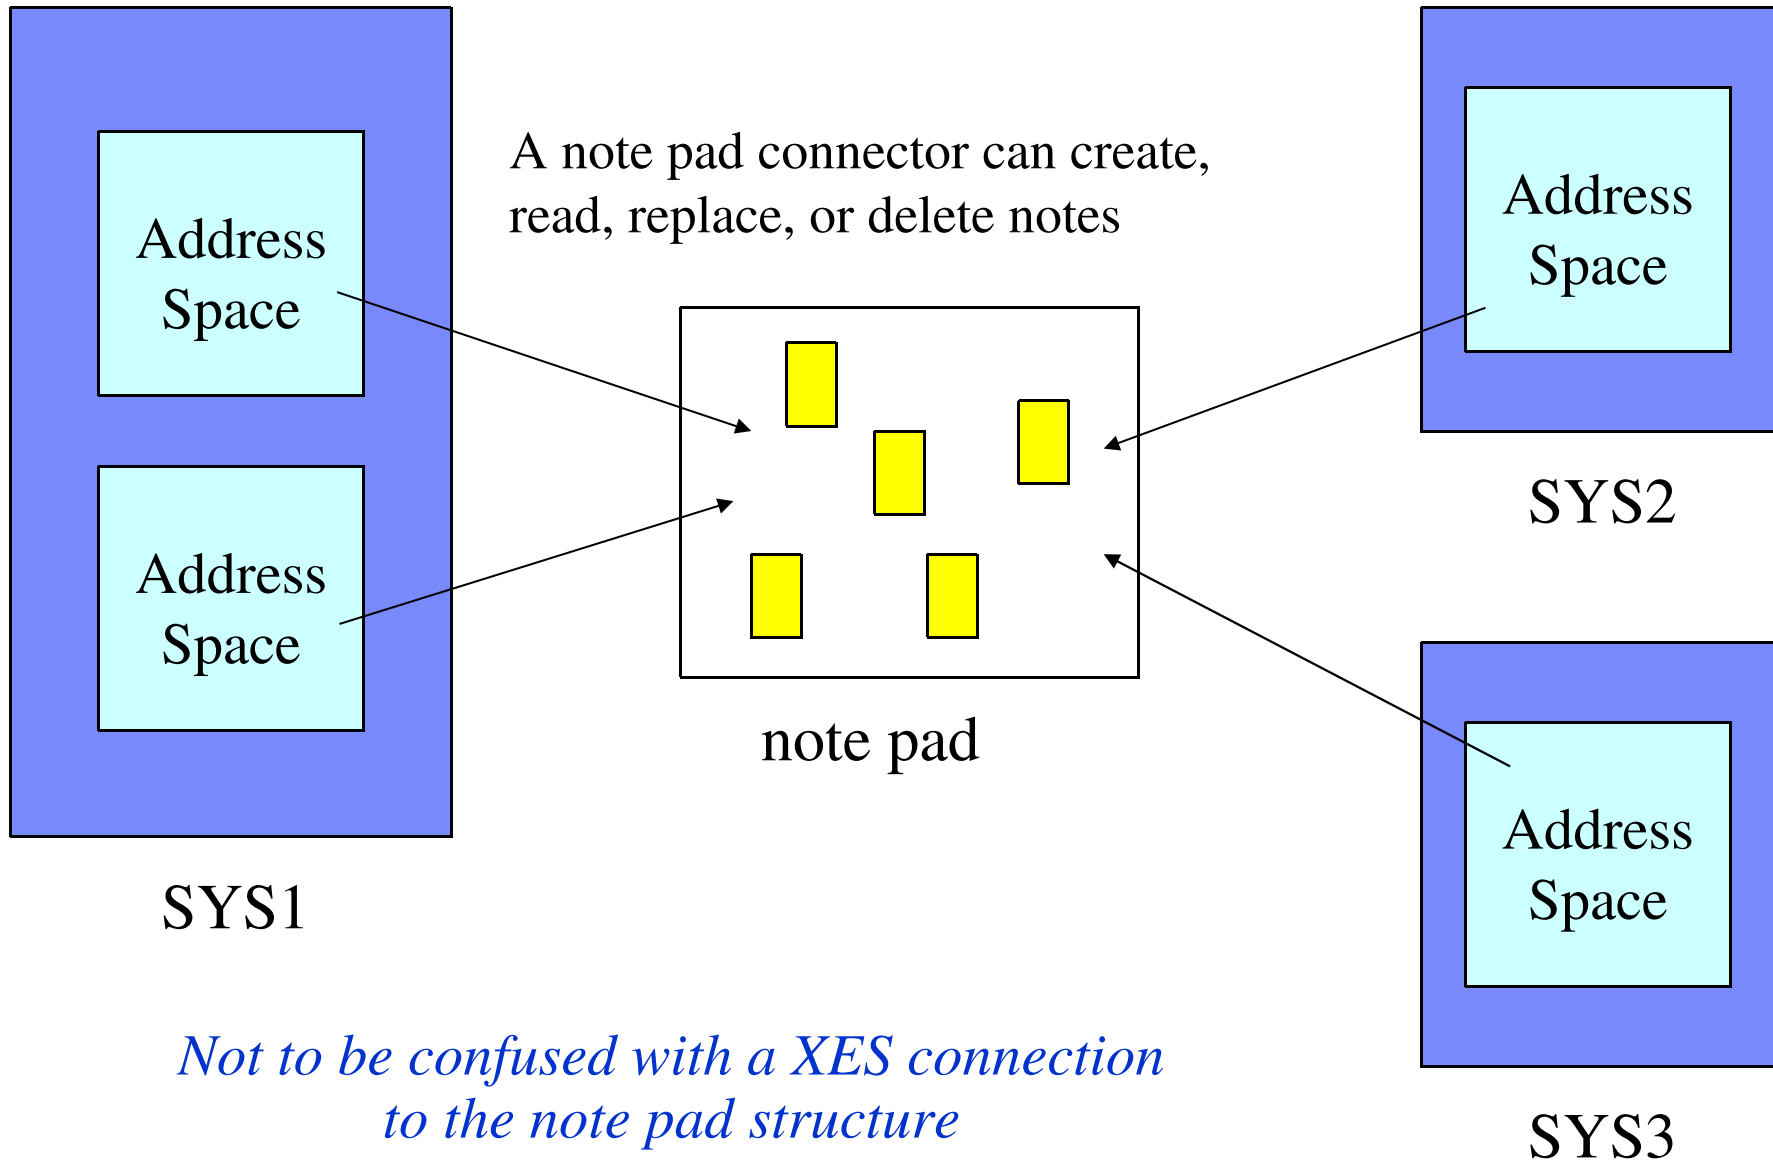 A note pad connector can create,
read, replace, or delete notes
Address
Space
Address
Space
SYS1
note pad
Address
Space
SYS2
Address
Space
SYS3
Not to be confused with a XES connection
to the note pad structure